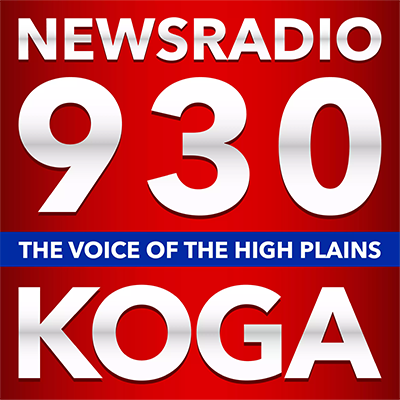 NEWSRADIO
930
THE VOICE OF THE HIGH PLAINS
KOGA